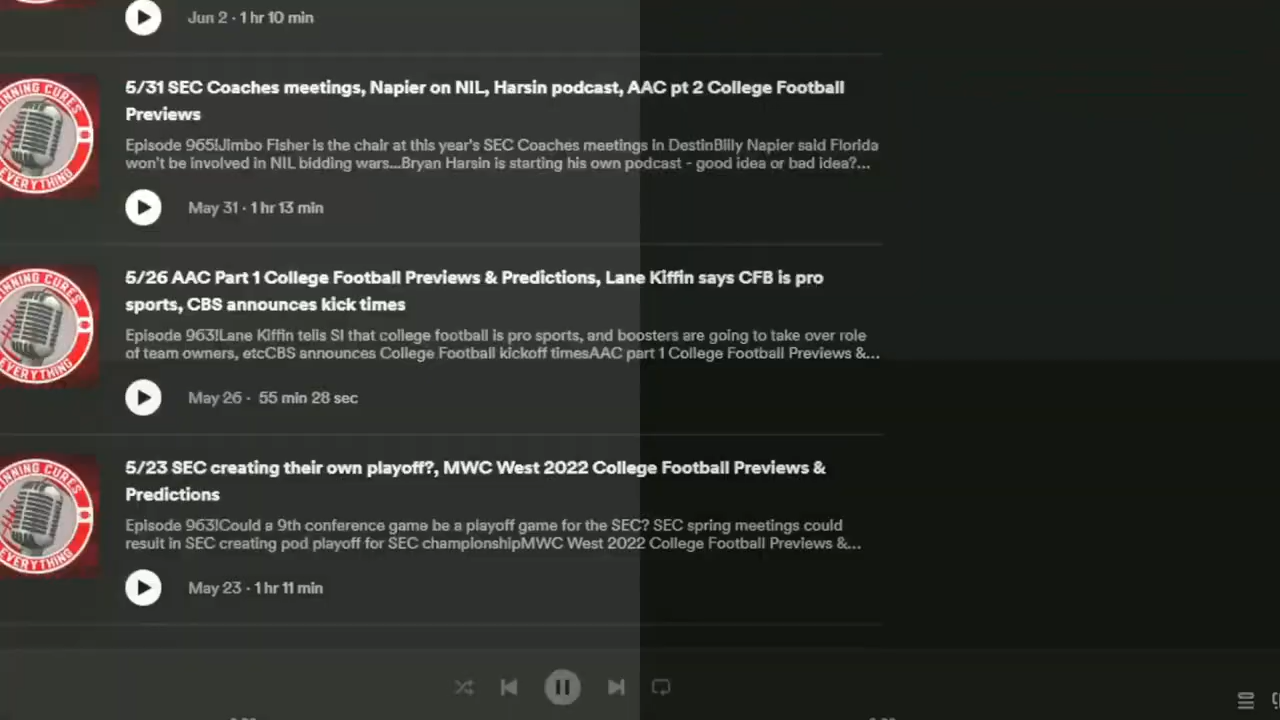 Jun 2 · 1 hr 10 min
5/31 SEC Coaches meetings, Napier on NIL, Harsin podcast, AAC pt 2 College Football
Previews
Episode 965!Jimbo Fisher is the chair at this year's SEC Coaches meetings in DestinBilly Napier said Florida
won't be involved in NIL bidding wars...Bryan Harsin is starting his own podcast - good idea or bad idea?...
May 31 · 1 hr 13 min
5/26 AAC Part 1 College Football Previews & Predictions, Lane Kiffin says CFB is pro
sports, CBS announces kick times
Episode 963!Lane Kiffin tells SI that college football is pro sports, and boosters are going to take over role
of team owners, etcCBS announces College Football kickoff timesAAC part 1 College Football Previews &...
May 26 · 55 min 28 sec
5/23 SEC creating their own playoff?, MWC West 2022 College Football Previews &
Predictions
Episode 963!Could a 9th conference game be a playoff game for the SEC? SEC spring meetings could
result in SEC creating pod playoff for SEC championshipMWC West 2022 College Football Previews &...
May 23 · 1 hr 11 min
INNING CURES
EVERYTHING
INNING CURES
EVERYTHING
INNING CURES
EVERYTHING